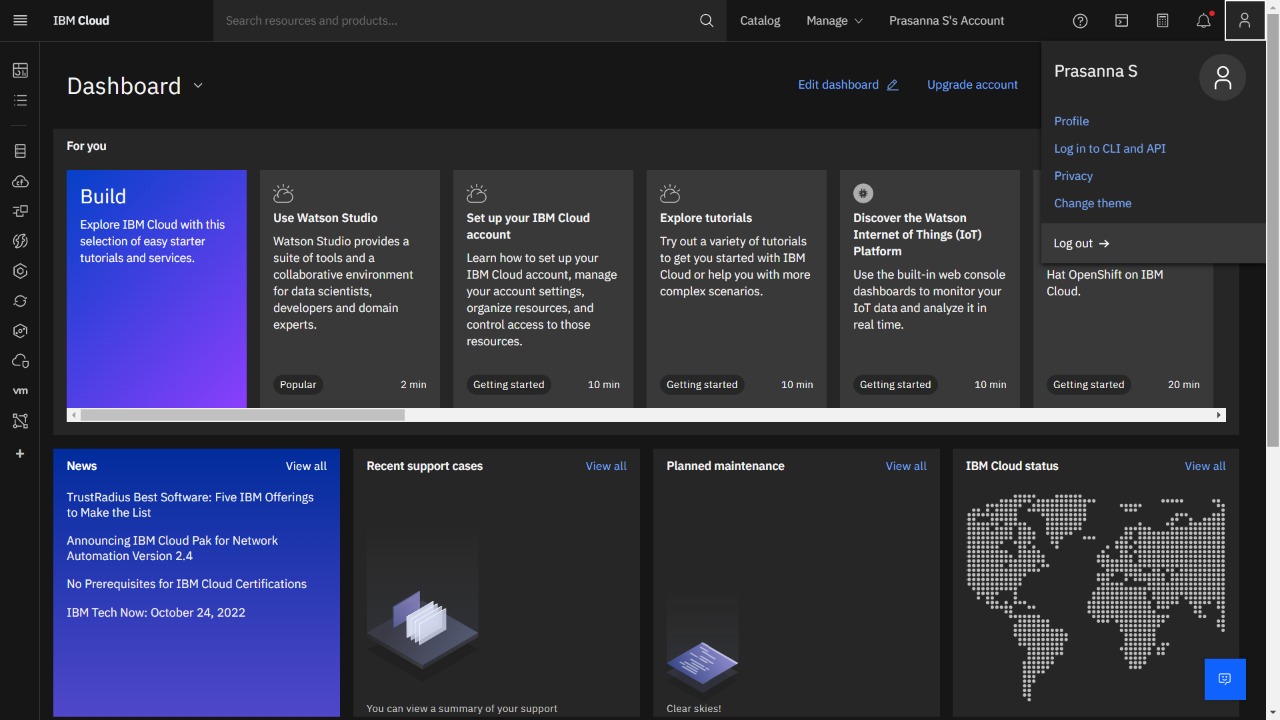 IBM Cloud
Search resources and products...
Catalog
Manage
Prasanna S's Account
Prasanna S
Profile
Log in to CLI and API
Privacy
Change theme
Log out →
Dashboard
Edit dashboard
Upgrade account
For you
Build
Explore IBM Cloud with this
selection of easy starter
tutorials and services.
Use Watson Studio
Watson Studio provides a
suite of tools and a
collaborative environment
for data scientists,
developers and domain
experts.
Popular
2 min
Set up your IBM Cloud
account
Learn how to set up your
IBM Cloud account, manage
your account settings,
organize resources, and
control access to those
resources.
Getting started
10 min
Explore tutorials
Try out a variety of tutorials
to get you started with IBM
Cloud or help you with more
complex scenarios.
Getting started
10 min
Discover the Watson
Internet of Things (IoT)
Platform
Use the built-in web console
dashboards to monitor your
IoT data and analyze it in
real time.
Getting started
10 min
Hat OpenShift on IBM
Cloud.
Getting started
20 min
vm
News
View all
TrustRadius Best Software: Five IBM Offerings
to Make the List
Announcing IBM Cloud Pak for Network
Automation Version 2.4
No Prerequisites for IBM Cloud Certifications
IBM Tech Now: October 24, 2022
Recent support cases
View all
You can view a summary of your support
Planned maintenance
View all
Clear skies!
IBM Cloud status
View all